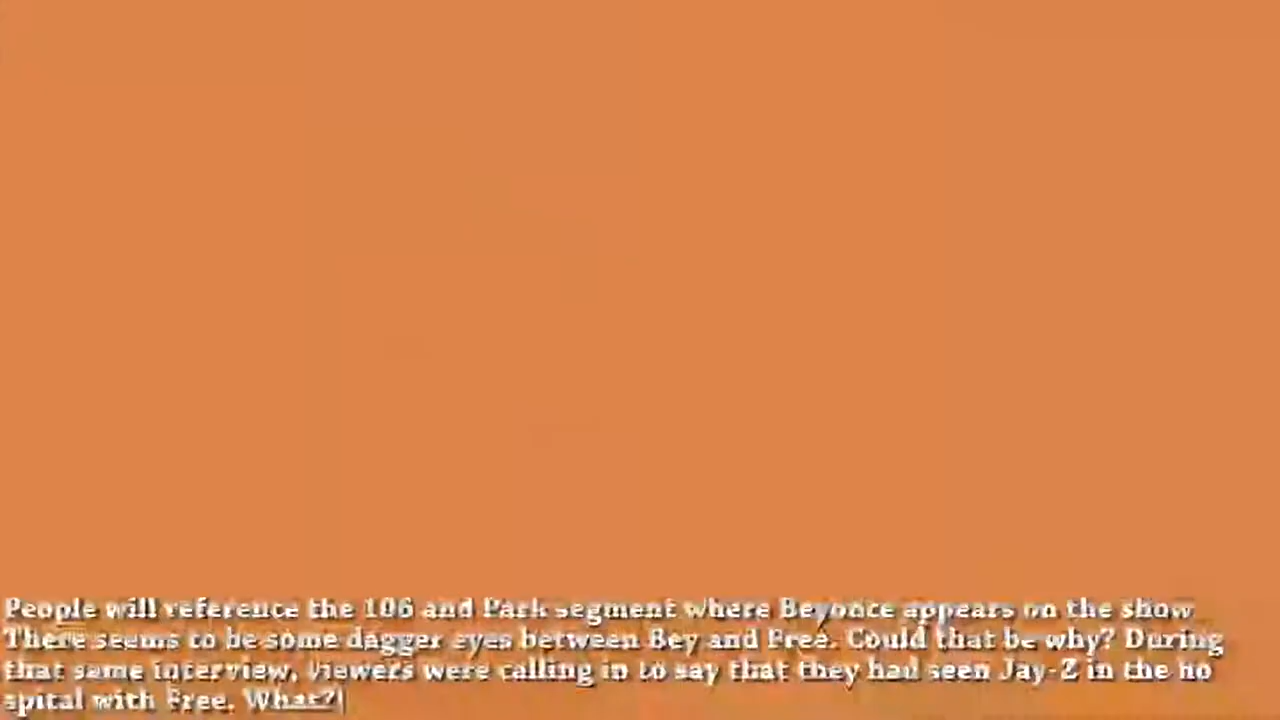 People will reference the 106 and Park segment where Beyonce appears on the show
There seems to be some dagger eyes between Bey and Free. Could that be why? During
that same interview, viewers were calling in to say that they had seen Jay-Z in the ho
spital with Free. What?|